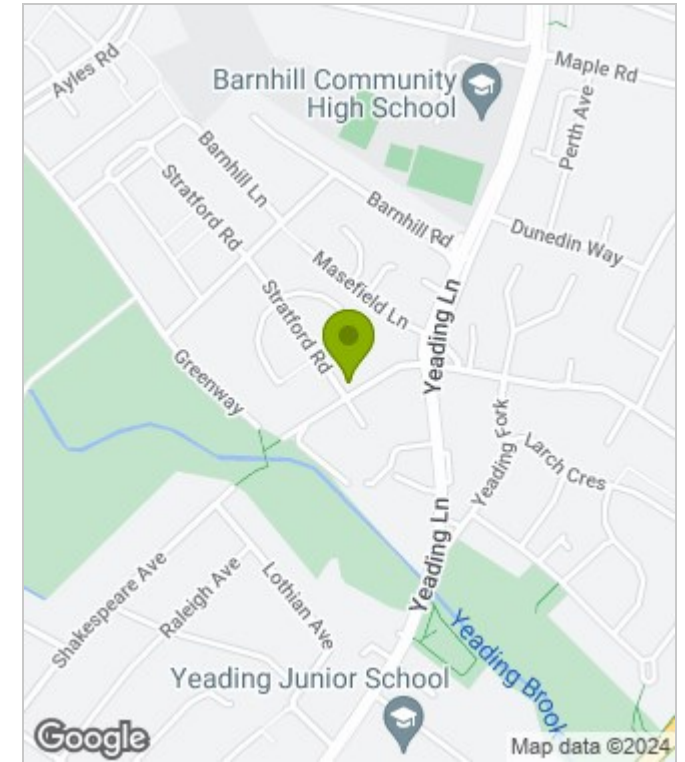 Ayles Rd
Maple Rd
Barnhill Community
High School
Perth Ave
Barnhill Ln
Stratford Rd
Barnhill Rd
Dunedin Way
Masefield Ln
Stratford Rd
Yeading Ln
Greenway
Yeading Fork
Larch Cres
Yeading Ln
Shakespeare Ave
Raleigh Ave
Lothian Ave
Yeading Brook
Yeading Junior School
Google
Map data ©2024